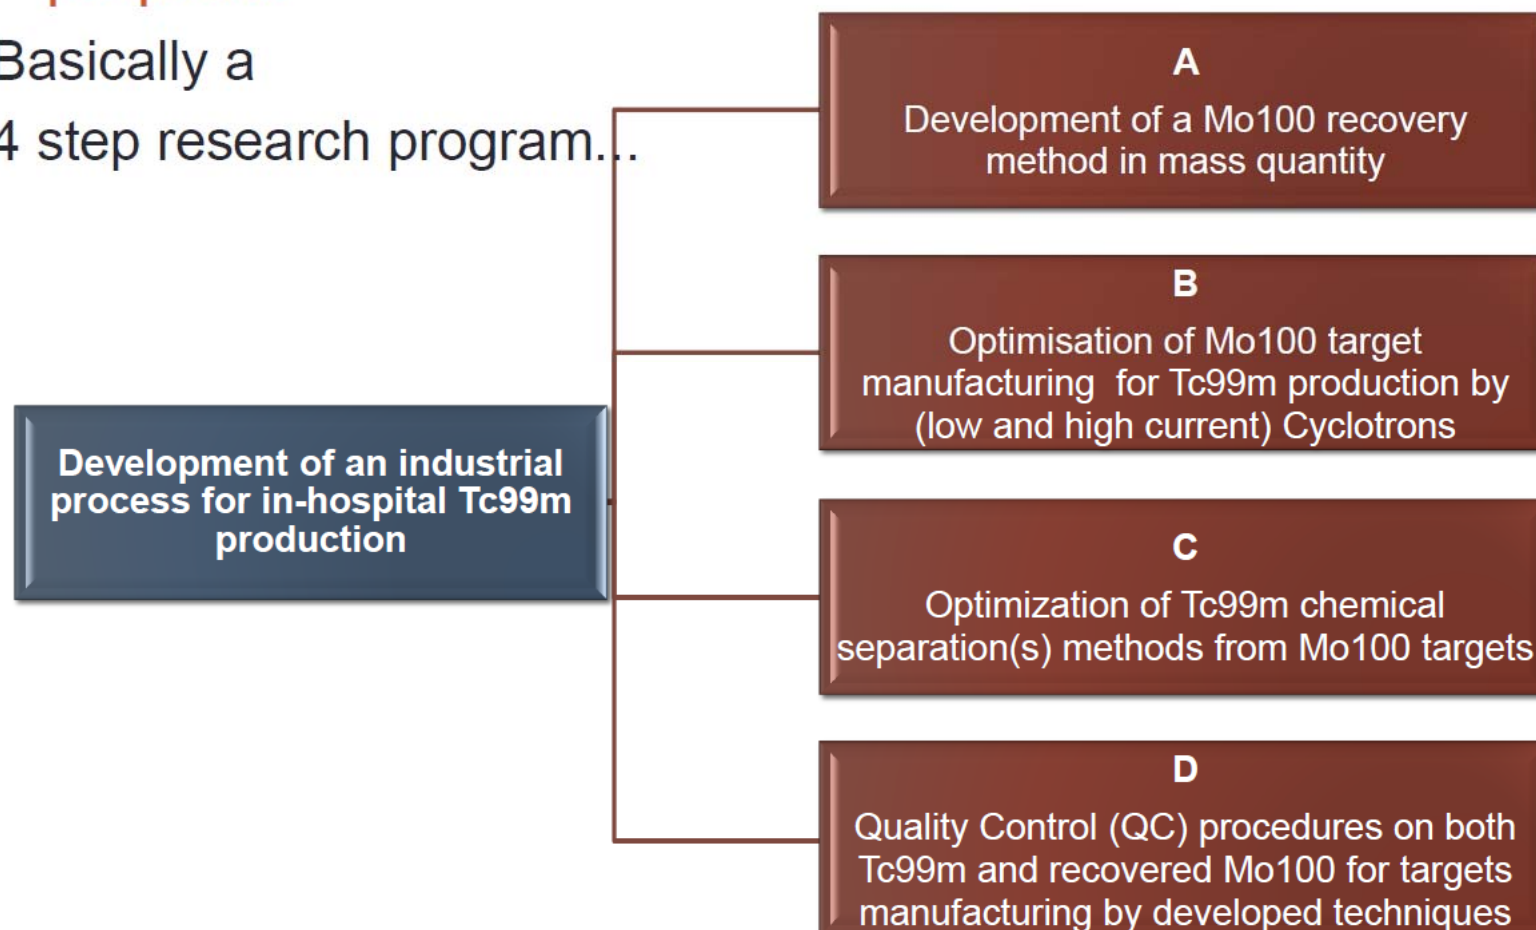 Basically a
4 step research program...
Development of an industrial
process for in-hospital Tc99m
production
A
Development of a Mo100 recovery
method in mass quantity
B
Optimisation of Mo100 target
manufacturing for Tc99m production by
(low and high current) Cyclotrons
C
Optimization of Tc99m chemical
separation(s) methods from Mo100 targets
D
Quality Control (QC) procedures on both
Tc99m and recovered Mo100 for targets
manufacturing by developed techniques